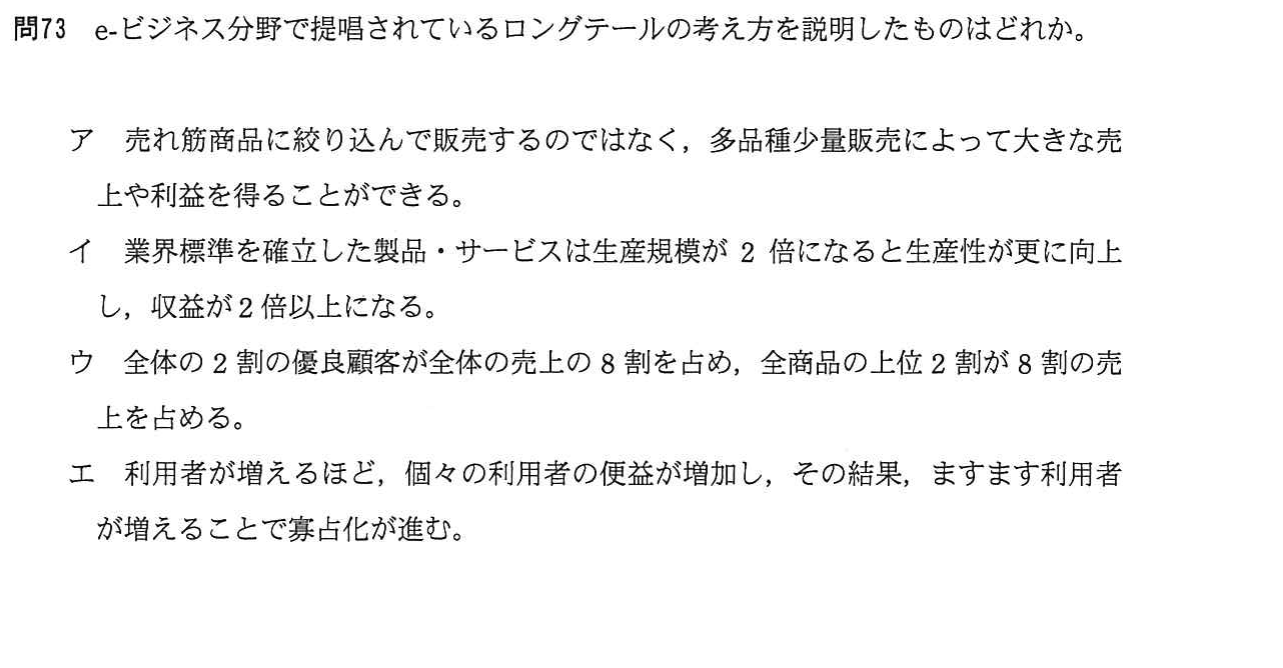 問73 e-ビジネス分野で提唱されているロングテールの考え方を説明したものはどれか。
ア 売れ筋商品に絞り込んで販売するのではなく，多品種少量販売によって大きな売
上や利益を得ることができる。
イ 業界標準を確立した製品・サービスは生産規模が 2 倍になると生産性が更に向上
し，収益が 2 倍以上になる。
ウ 全体の 2 割の優良顧客が全体の売上の 8 割を占め，全商品の上位 2 割が 8 割の売
上を占める。
エ 利用者が増えるほど，個々の利用者の便益が増加し，その結果，ますます利用者
が増えることで寡占化が進む。